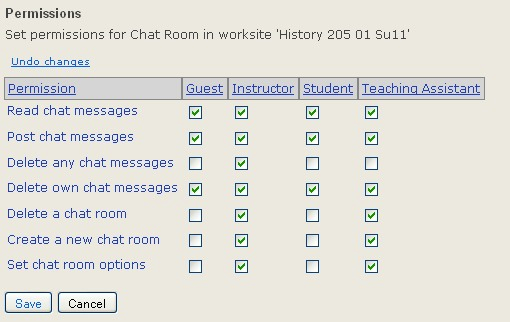 Permissions
Set permissions for Chat Room in worksite 'History 205 01 Su11'
Undo changes
Permission Guest Instructor Student Teaching Assistant
Read chat messages
Post chat messages
Delete any chat messages
Delete own chat messages
Delete a chat room
Create a new chat room
Set chat room options
Save Cancel